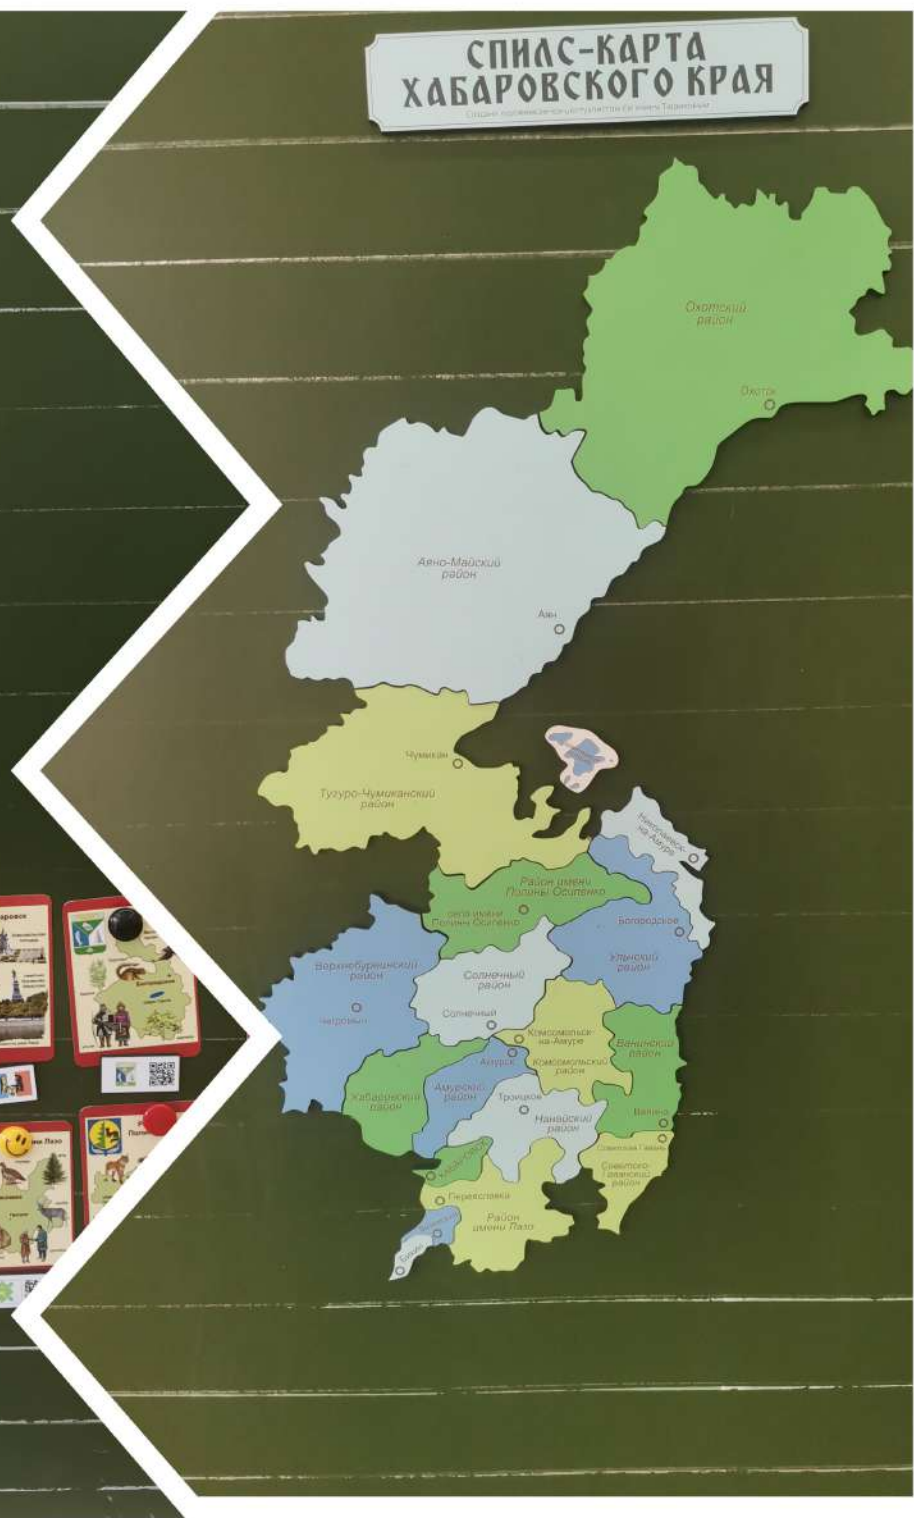 СПИЛС-КАРТА
ХАБАРОВСКОГО КРАЯ
Охотский
район
Охотск
Аяно-Майский
район
Аян
Чумикан
Тугуро-Чумиканский
район
Николаевск-
на-Амуре
Район имени
Полины Осипенко
село имени
Полины Осипенко
Богородское
Ульчский
район
Верхнебуреинский
район
Чегдомын
Солнечный
район
Солнечный
Комсомольск-
на-Амуре
Комсомольский
район
Ванинский
район
Ванино
Амурск
Амурский
район
Хабаровский
район
Троицкое
Нанайский
район
Советская Гавань
Советско-
Гаванский
район
Хабаровск
Переяславка
Район
имени Лазо
Вяземский
Бикин
Богородское